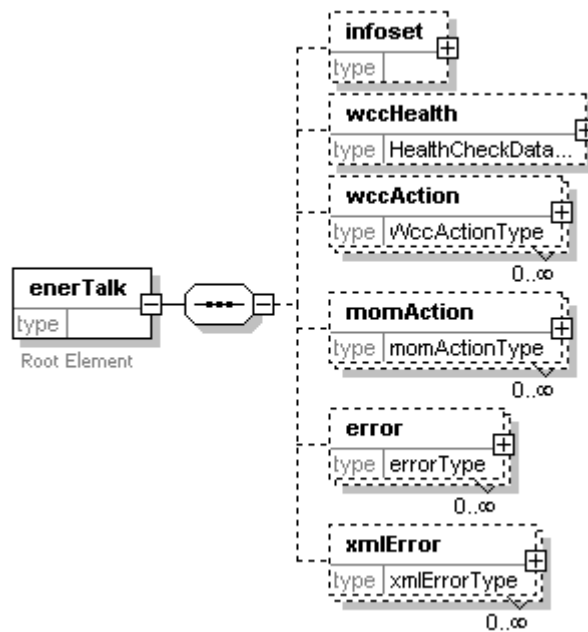 infoset
type
wccHealth
type HealthCheckData...
wccAction
type WccActionType
0..∞
enerTalk
type
Root Element
momAction
type momActionType
0..∞
error
type errorType
0..∞
xmlError
type xmlErrorType
0..∞